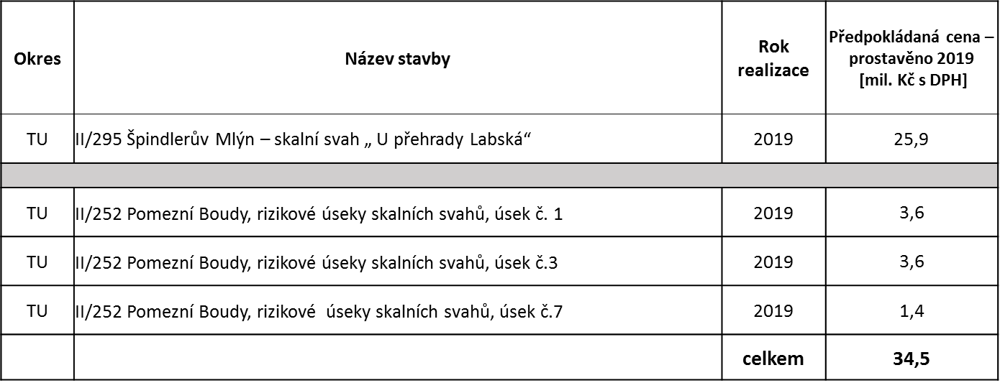 Okres
Název stavby
Rok
realizace
Předpokládaná cena –
prostavěno 2019
[mil. Kč s DPH]
TU II/295 Špindlerův Mlýn – skalní svah „ U přehrady Labská“ 2019 25,9
TU II/252 Pomezní Boudy, rizikové úseky skalních svahů, úsek č. 1 2019 3,6
TU II/252 Pomezní Boudy, rizikové úseky skalních svahů, úsek č.3 2019 3,6
TU II/252 Pomezní Boudy, rizikové úseky skalních svahů, úsek č.7 2019 1,4
celkem 34,5